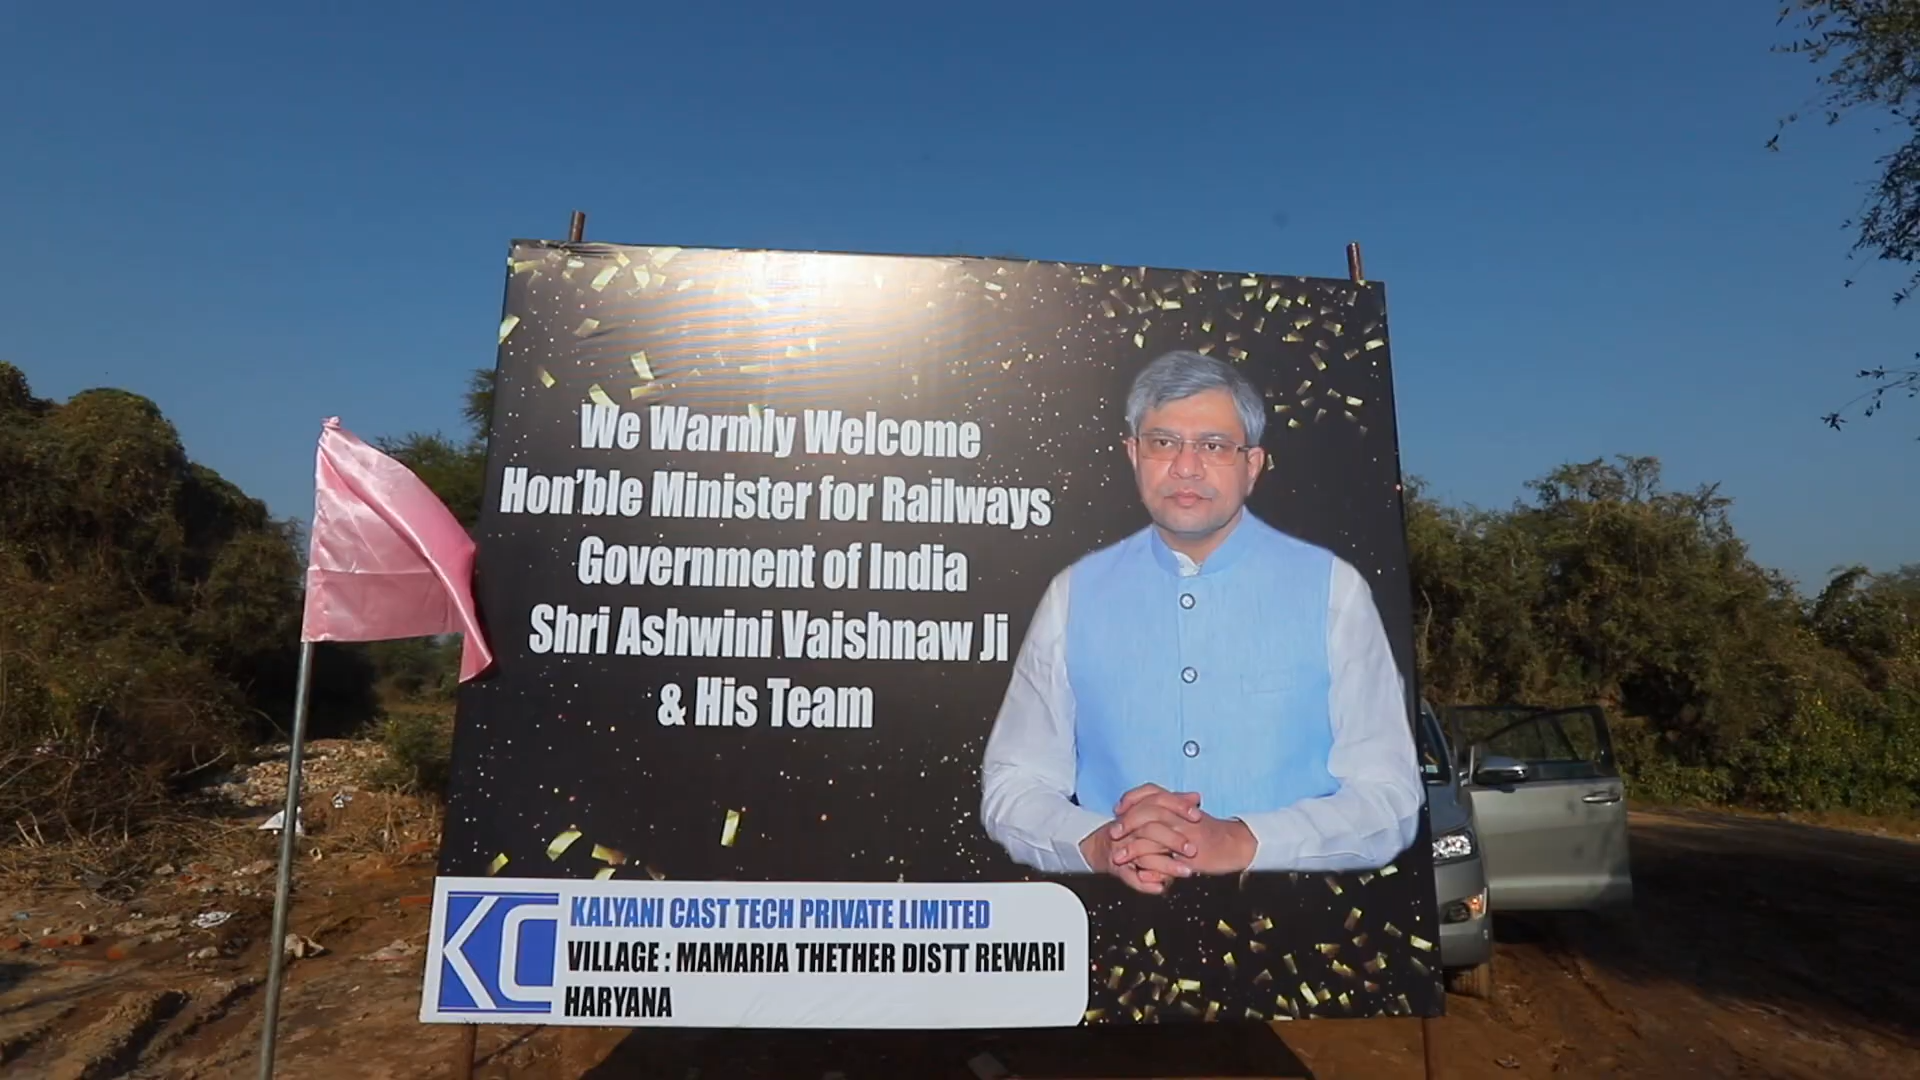 We Warmly Welcome
Hon'ble Minister for Railways
Government of India
Shri Ashwini Vaishnaw Ji
& His Team
KC
KALYANI CAST TECH PRIVATE LIMITED
VILLAGE : MAMARIA THETHER DISTT REWARI
HARYANA